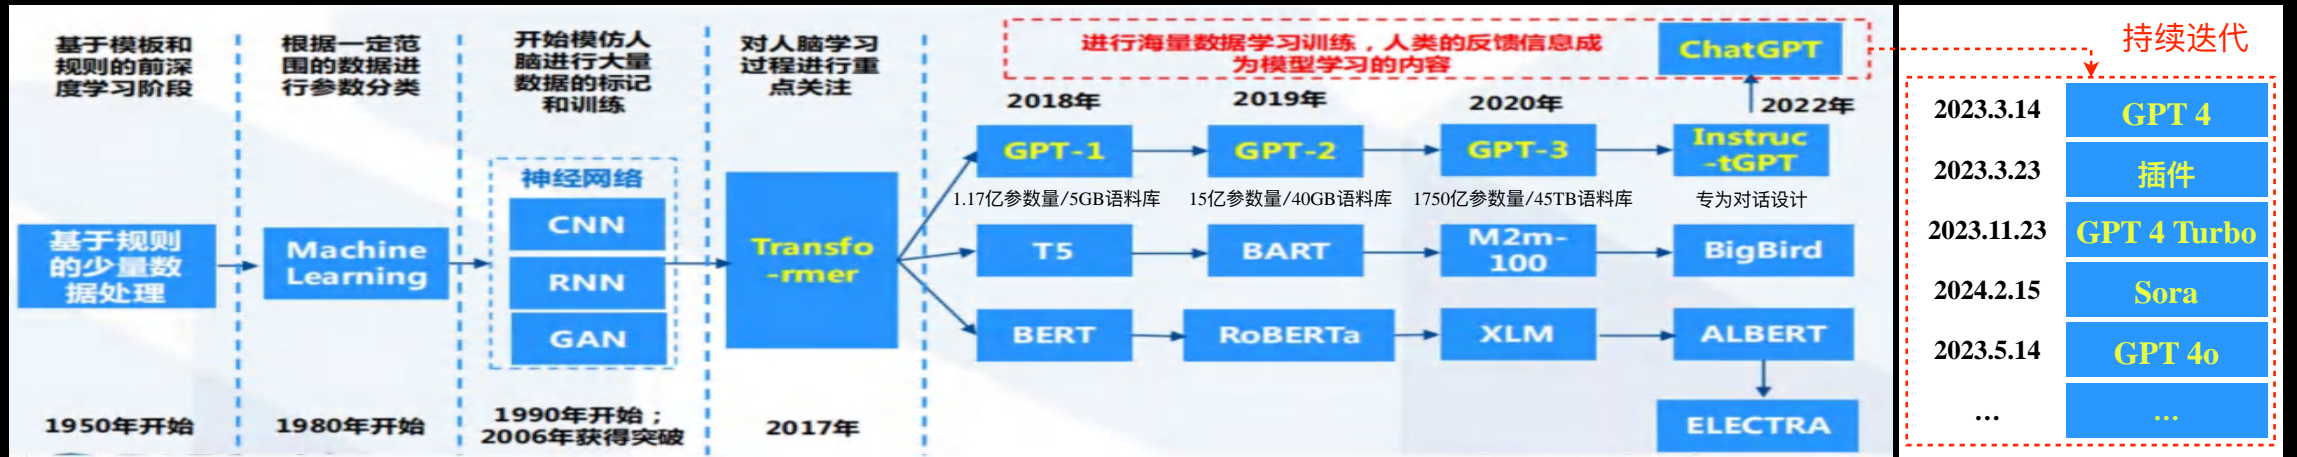 基于模板和
规则的前深
度学习阶段
基于规则
的少量数
据处理
1950年开始
根据一定范
围的数据进
行参数分类
Machine
Learning
1980年开始
开始模仿人
脑进行大量
数据的标记
和训练
神经网络
CNN
RNN
GAN
1990年开始；
2006年获得突破
对人脑学习
过程进行重
点关注
Transfo
-rmer
2017年
进行海量数据学习训练，人类的反馈信息成
为模型学习的内容
ChatGPT
2018年
2019年
2020年
2022年
GPT-1
GPT-2
GPT-3
Instruc
-tGPT
1.17亿参数量/5GB语料库
15亿参数量/40GB语料库
1750亿参数量/45TB语料库
专为对话设计
T5
BART
M2m-
100
BigBird
BERT
RoBERTa
XLM
ALBERT
ELECTRA
持续迭代
2023.3.14 GPT 4
2023.3.23 插件
2023.11.23 GPT 4 Turbo
2024.2.15 Sora
2023.5.14 GPT 4o
... ...